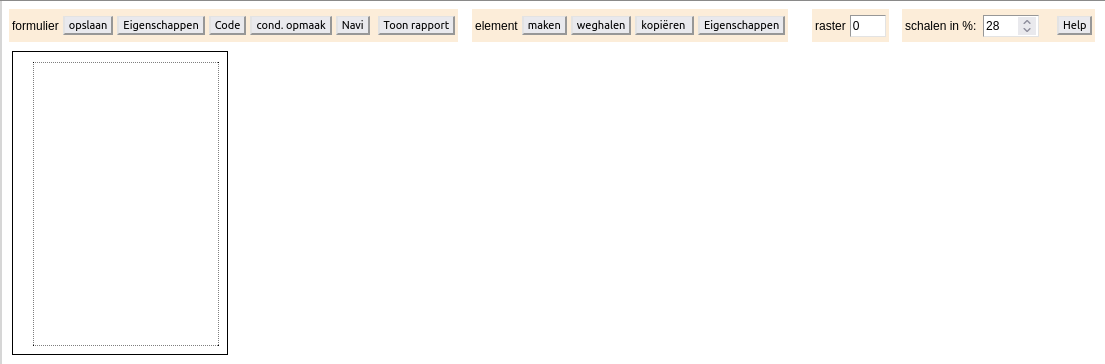 formulier opslaan Eigenschappen Code cond. opmaak Navi Toon rapport element maken weghalen kopiëren Eigenschappen raster 0 schalen in %: 28 Help